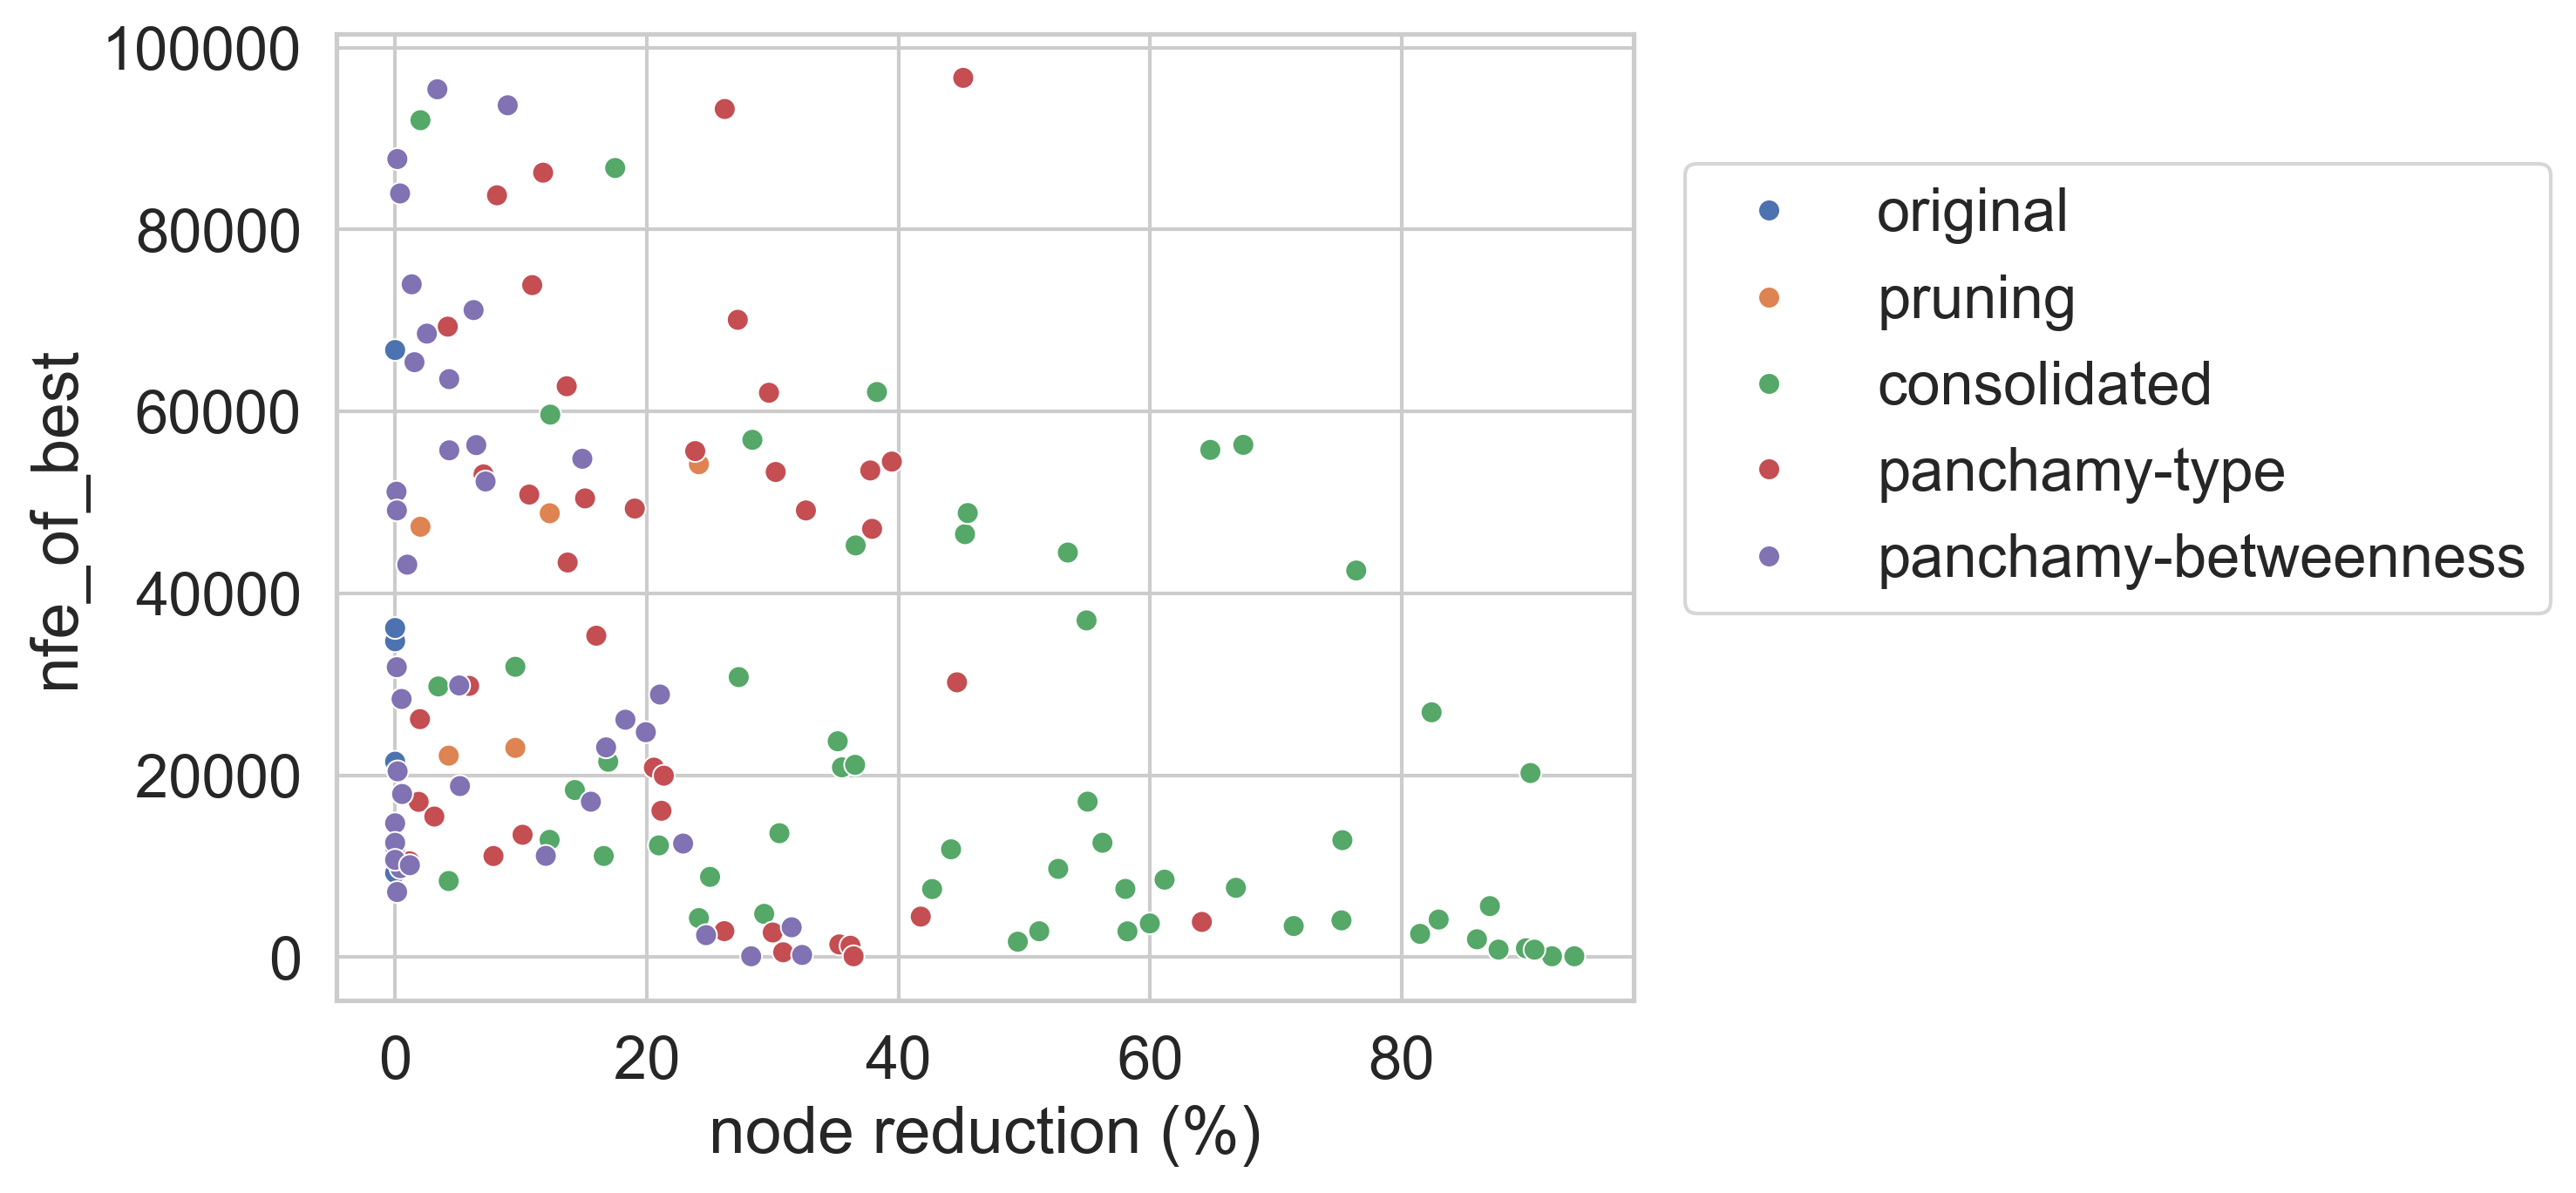 100000
80000
60000
40000
20000
0
nfe_of_best
0 20 40 60 80
node reduction (%)
original
pruning
consolidated
panchamy-type
panchamy-betweenness